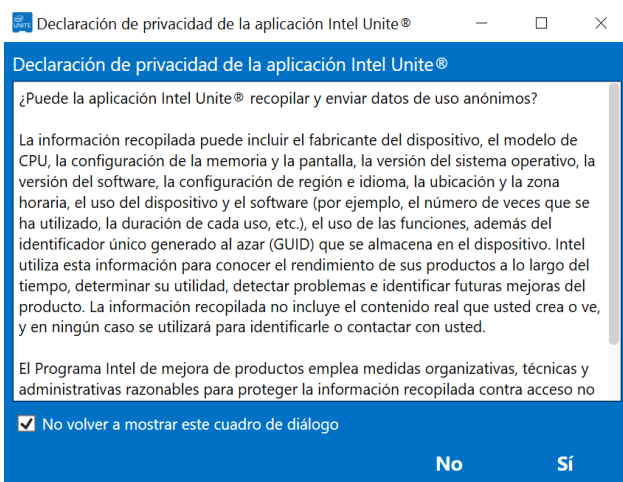 UNITE
Declaración de privacidad de la aplicación Intel Unite®
Declaración de privacidad de la aplicación Intel Unite®
¿Puede la aplicación Intel Unite® recopilar y enviar datos de uso anónimos?
La información recopilada puede incluir el fabricante del dispositivo, el modelo de
CPU, la configuración de la memoria y la pantalla, la versión del sistema operativo, la
versión del software, la configuración de región e idioma, la ubicación y la zona
horaria, el uso del dispositivo y el software (por ejemplo, el número de veces que se
ha utilizado, la duración de cada uso, etc.), el uso de las funciones, además del
identificador único generado al azar (GUID) que se almacena en el dispositivo. Intel
utiliza esta información para conocer el rendimiento de sus productos a lo largo del
tiempo, determinar su utilidad, detectar problemas e identificar futuras mejoras del
producto. La información recopilada no incluye el contenido real que usted crea o ve,
y en ningún caso se utilizará para identificarle o contactar con usted.
El Programa Intel de mejora de productos emplea medidas organizativas, técnicas y
administrativas razonables para proteger la información recopilada contra acceso no
No volver a mostrar este cuadro de diálogo
No Sí